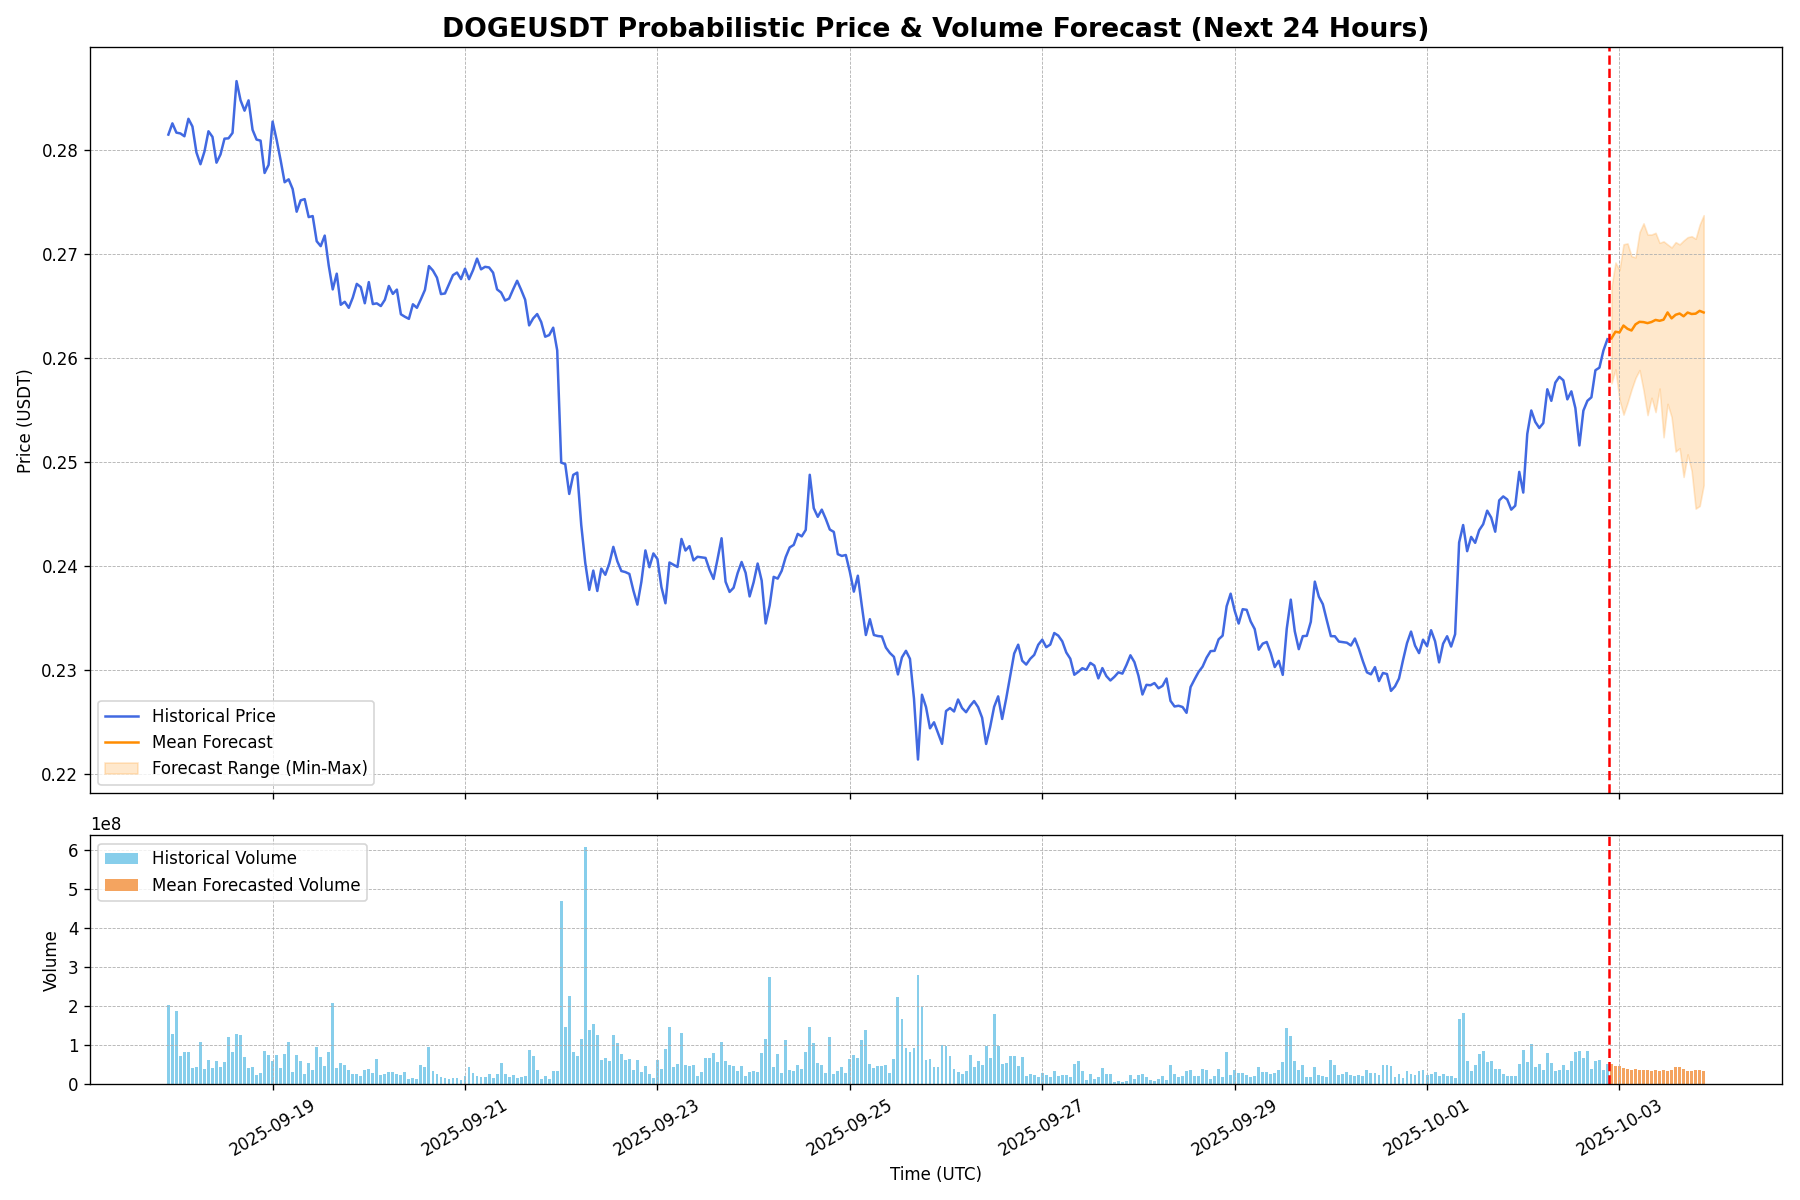 DOGEUSDT Probabilistic Price & Volume Forecast (Next 24 Hours)
Price (USDT)
0.28
0.27
0.26
0.25
0.24
0.23
0.22
Historical Price
Mean Forecast
Forecast Range (Min-Max)
1e8
Volume
6
5
4
3
2
1
0
Historical Volume
Mean Forecasted Volume
2025-09-19
2025-09-21
2025-09-23
2025-09-25
2025-09-27
2025-09-29
2025-10-01
2025-10-03
Time (UTC)